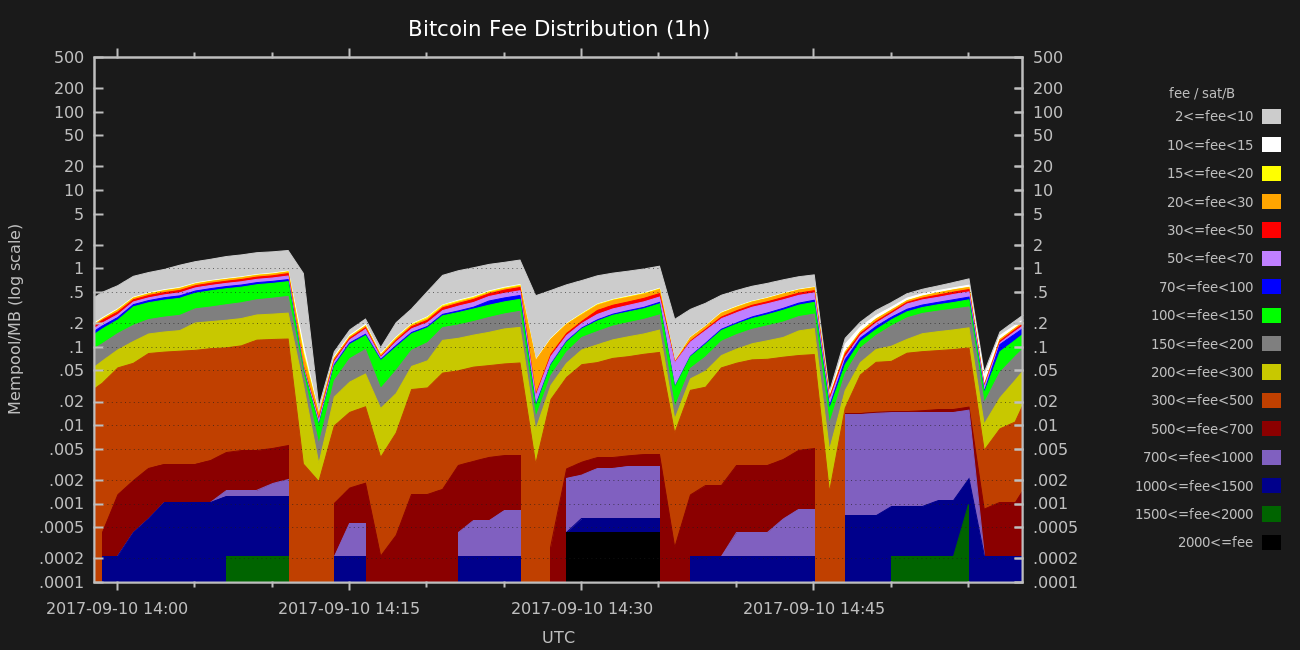 Bitcoin Fee Distribution (1h)
Mempool/MB (log scale)
500
200
100
50
20
10
5
2
1
.5
.2
.1
.05
.02
.01
.005
.002
.001
.0005
.0002
.0001
500
200
100
50
20
10
5
2
1
.5
.2
.1
.05
.02
.01
.005
.002
.001
.0005
.0002
.0001
2017-09-10 14:00
2017-09-10 14:15
2017-09-10 14:30
2017-09-10 14:45
UTC
fee / sat/B
2<=fee<10
10<=fee<15
15<=fee<20
20<=fee<30
30<=fee<50
50<=fee<70
70<=fee<100
100<=fee<150
150<=fee<200
200<=fee<300
300<=fee<500
500<=fee<700
700<=fee<1000
1000<=fee<1500
1500<=fee<2000
2000<=fee